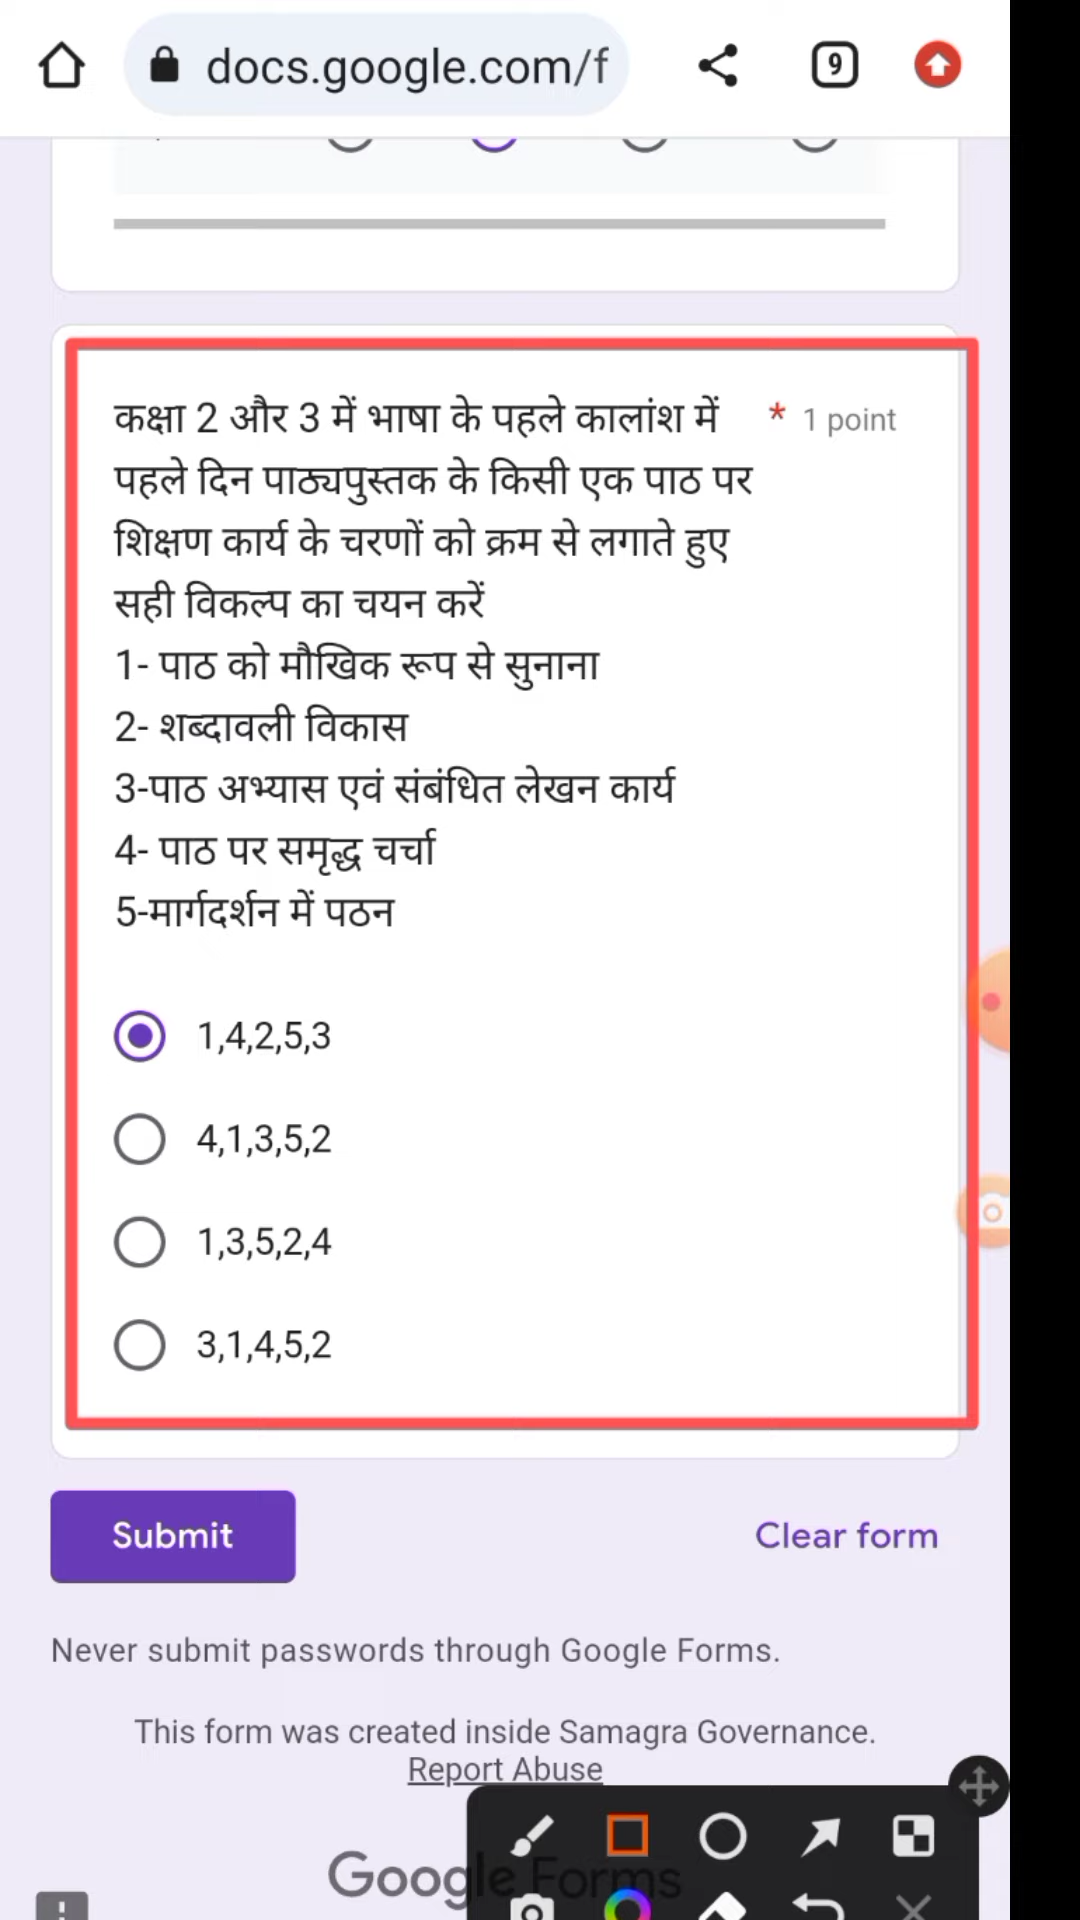 docs.google.com/f
9
कक्षा 2 और 3 में भाषा के पहले कालांश में * 1 point
पहले दिन पाठ्यपुस्तक के किसी एक पाठ पर
शिक्षण कार्य के चरणों को क्रम से लगाते हुए
सही विकल्प का चयन करें
1- पाठ को मौखिक रूप से सुनाना
2- शब्दावली विकास
3-पाठ अभ्यास एवं संबंधित लेखन कार्य
4- पाठ पर समृद्ध चर्चा
5-मार्गदर्शन में पठन
1,4,2,5,3
4,1,3,5,2
1,3,5,2,4
3,1,4,5,2
Submit
Clear form
Never submit passwords through Google Forms.
This form was created inside Samagra Governance.
Report Abuse
Google Forms